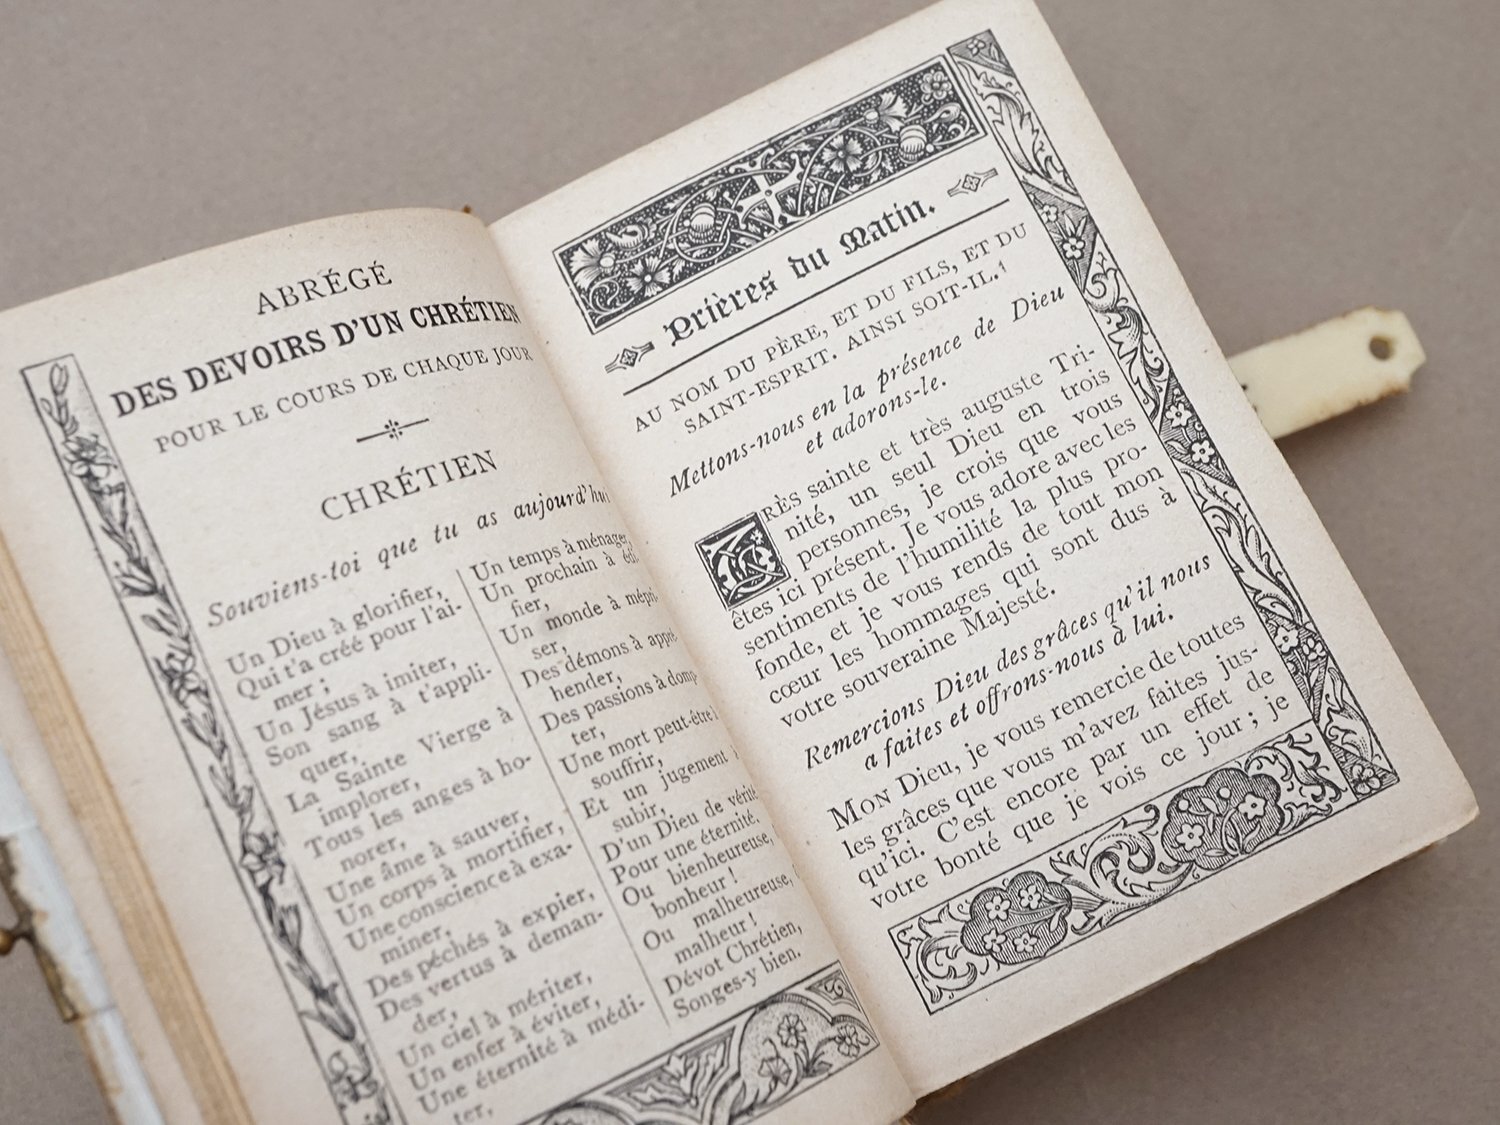 ABRÉGÉ
DES DEVOIRS D'UN CHRÉTIEN
POUR LE COURS DE CHAQUE JOUR
CHRÉTIEN
Souviens-toi que tu as aujourd'hui
Un Dieu à glorifier,
Qui t'a créé pour l'ai-
mer ;
Un Jésus à imiter,
Son sang à t'appli-
quer,
La Sainte Vierge à
implorer,
Tous les anges à ho-
norer,
Une âme à sauver,
Un corps à mortifier,
Une conscience à exa-
miner,
Des péchés à expier,
Des vertus à deman-
der,
Un ciel à mériter,
Un enfer à éviter,
Une éternité à médi-
ter,
Un temps à ménager,
Un prochain à édi-
fier,
Un monde à mépri-
ser,
Des démons à appré
hender,
Des passions à domp
ter,
Une mort peut-être
souffrir,
Et un jugement
subir,
D'un Dieu de vérité
Pour une éternité.
Ou bienheureuse,
bonheur !
Ou malheureuse,
malheur !
Dévot Chrétien,
Songes-y bien.
Prières du Matin.
AU NOM DU PÈRE, ET DU FILS, ET DU
SAINT-ESPRIT. AINSI SOIT-IL.¹
Mettons-nous en la présence de Dieu
et adorons-le.
TRÈS sainte et très auguste Tri-
nité, un seul Dieu en trois
personnes, je crois que vous
êtes ici présent. Je vous adore avec les
sentiments de l'humilité la plus pro-
fonde, et je vous rends de tout mon
cœur les hommages qui sont dus à
votre souveraine Majesté.
Remercions Dieu des grâces qu'il nous
a faites et offrons-nous à lui.
MON Dieu, je vous remercie de toutes
les grâces que vous m'avez faites jus-
qu'ici. C'est encore par un effet de
votre bonté que je vois ce jour ; je